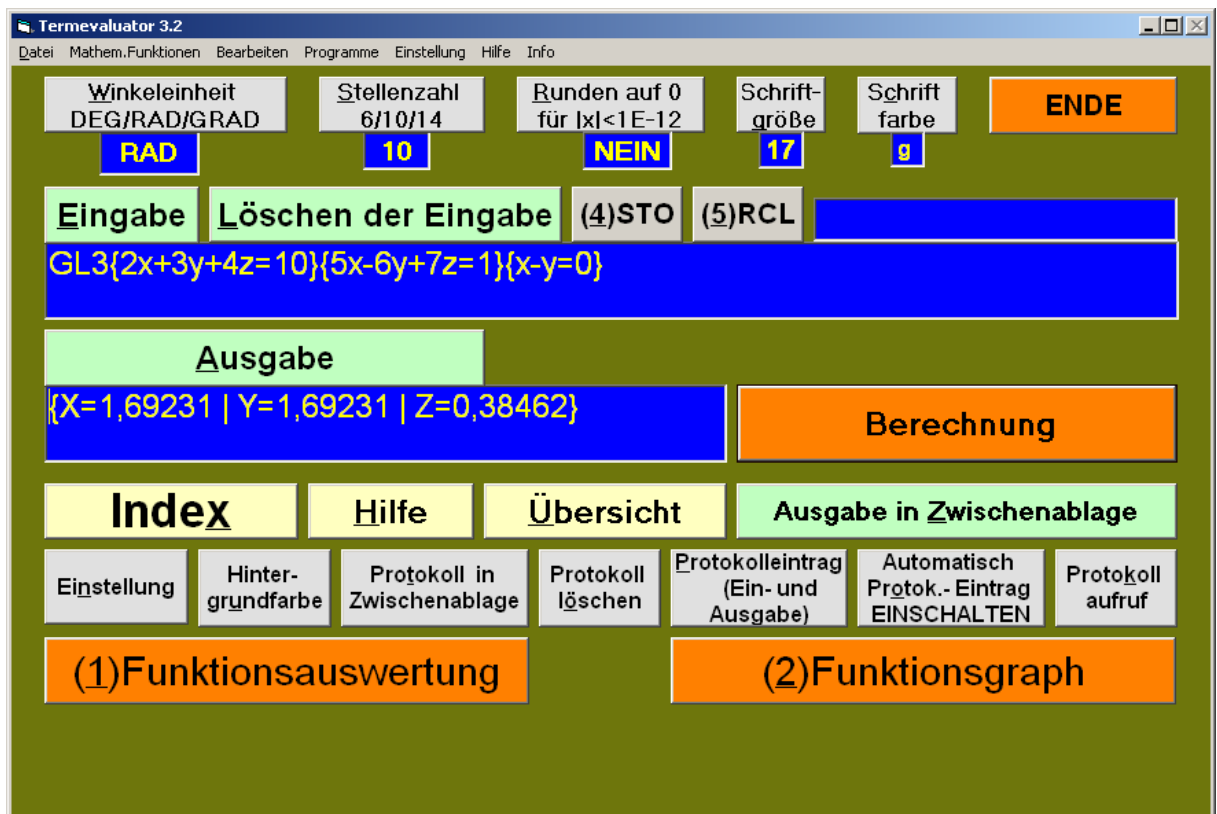 Termevaluator 3.2
Datei Mathem.Funktionen Bearbeiten Programme Einstellung Hilfe Info
Winkeleinheit
DEG/RAD/GRAD
RAD
Stellenzahl
6/10/14
10
Runden auf 0
für |x|<1E-12
NEIN
Schrift-
größe
17
Schrift
farbe
g
ENDE
Eingabe
Löschen der Eingabe
(4)STO
(5)RCL
GL3{2x+3y+4z=10}{5x-6y+7z=1}{x-y=0}
Ausgabe
{X=1,69231 | Y=1,69231 | Z=0,38462}
Berechnung
Index
Hilfe
Übersicht
Ausgabe in Zwischenablage
Einstellung
Hinter-
grundfarbe
Protokoll in
Zwischenablage
Protokoll
löschen
Protokolleintrag
(Ein- und
Ausgabe)
Automatisch
Protok.- Eintrag
EINSCHALTEN
Protokoll
aufruf
(1)Funktionsauswertung
(2)Funktionsgraph